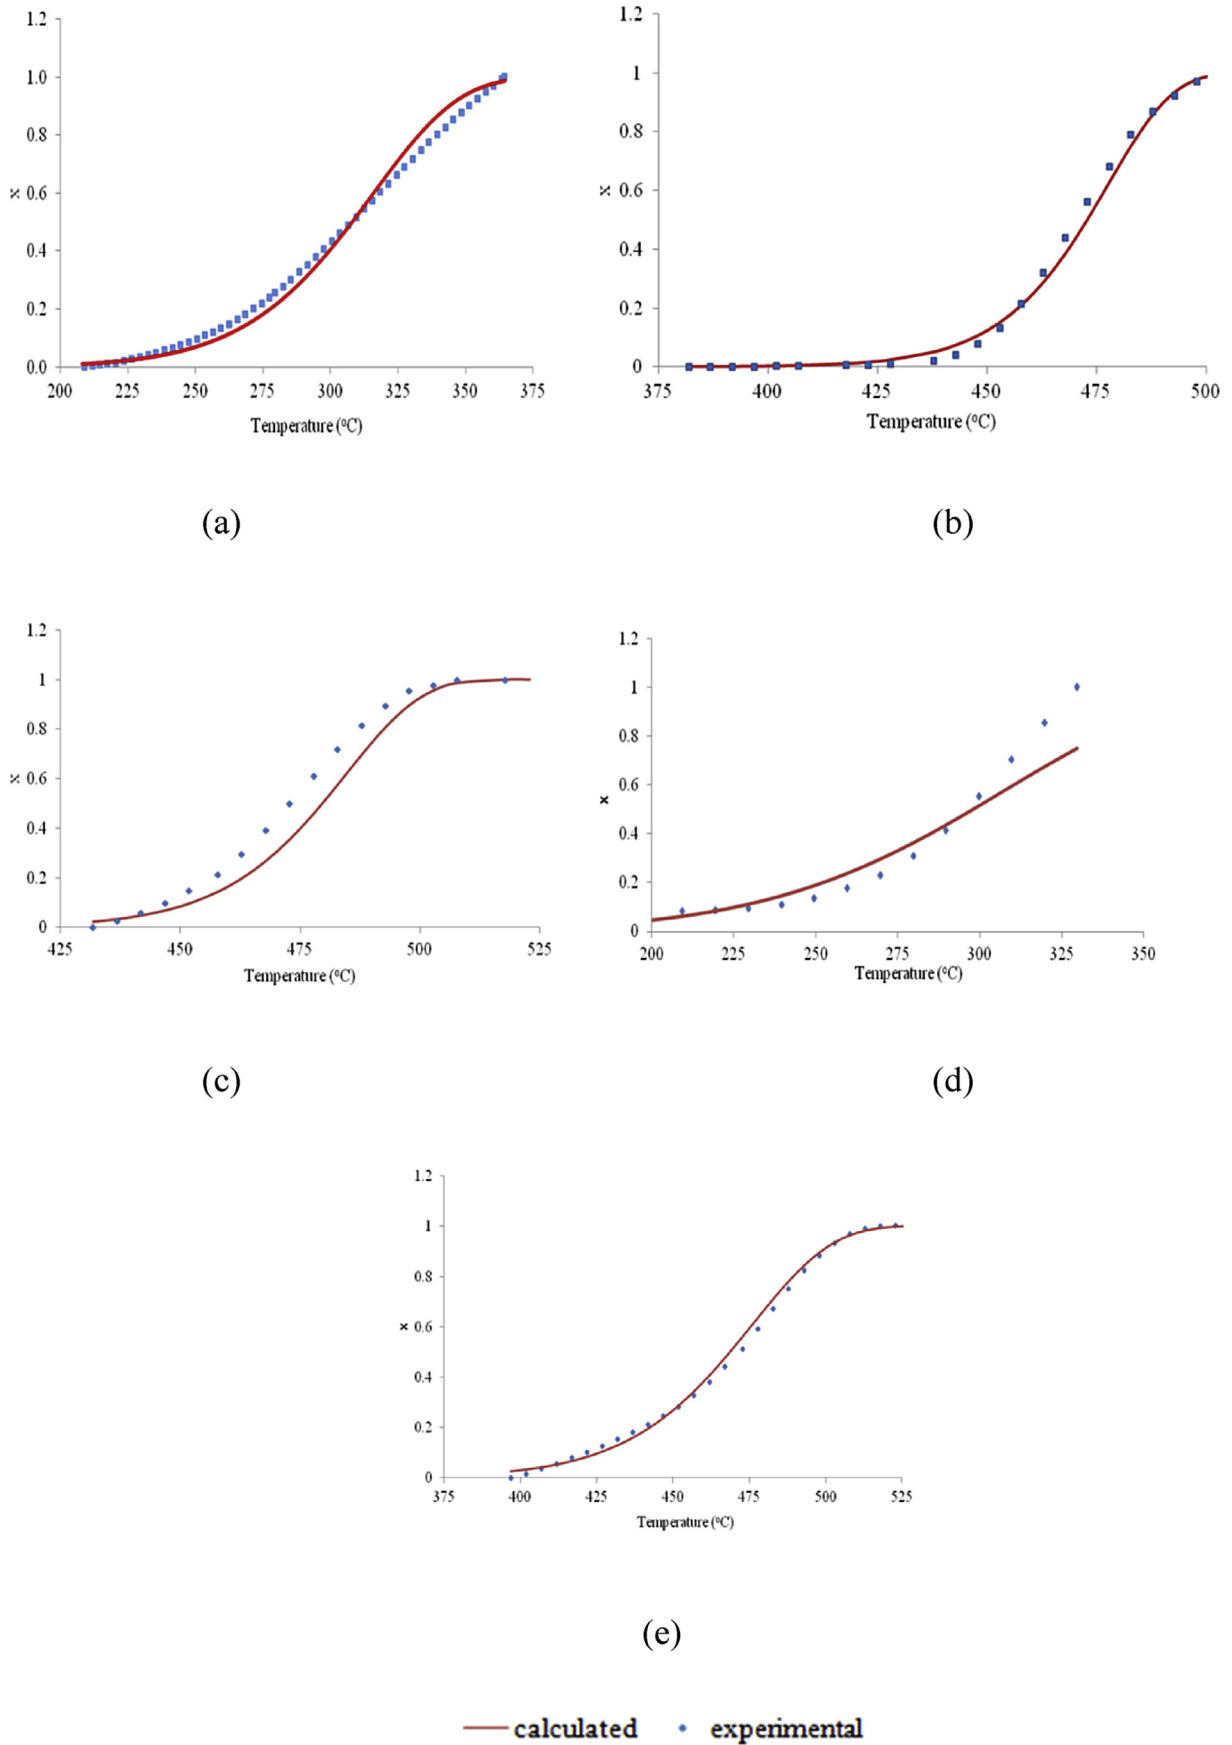 1.2
1.0
0.8
x 0.6
0.4
0.2
0.0
200 225 250 275 300 325 350 375
Temperature (⁰C)
(a)
1.2
1
0.8
x 0.6
0.4
0.2
0
375 400 425 450 475 500
Temperature (⁰C)
(b)
1.2
1
0.8
x 0.6
0.4
0.2
0
425 450 475 500 525
Temperature (⁰C)
(c)
1.2
1
0.8
x 0.6
0.4
0.2
0
200 225 250 275 300 325 350
Temperature (⁰C)
(d)
1.2
1
0.8
x 0.6
0.4
0.2
0
375 400 425 450 475 500 525
Temperature (⁰C)
(e)
calculated experimental